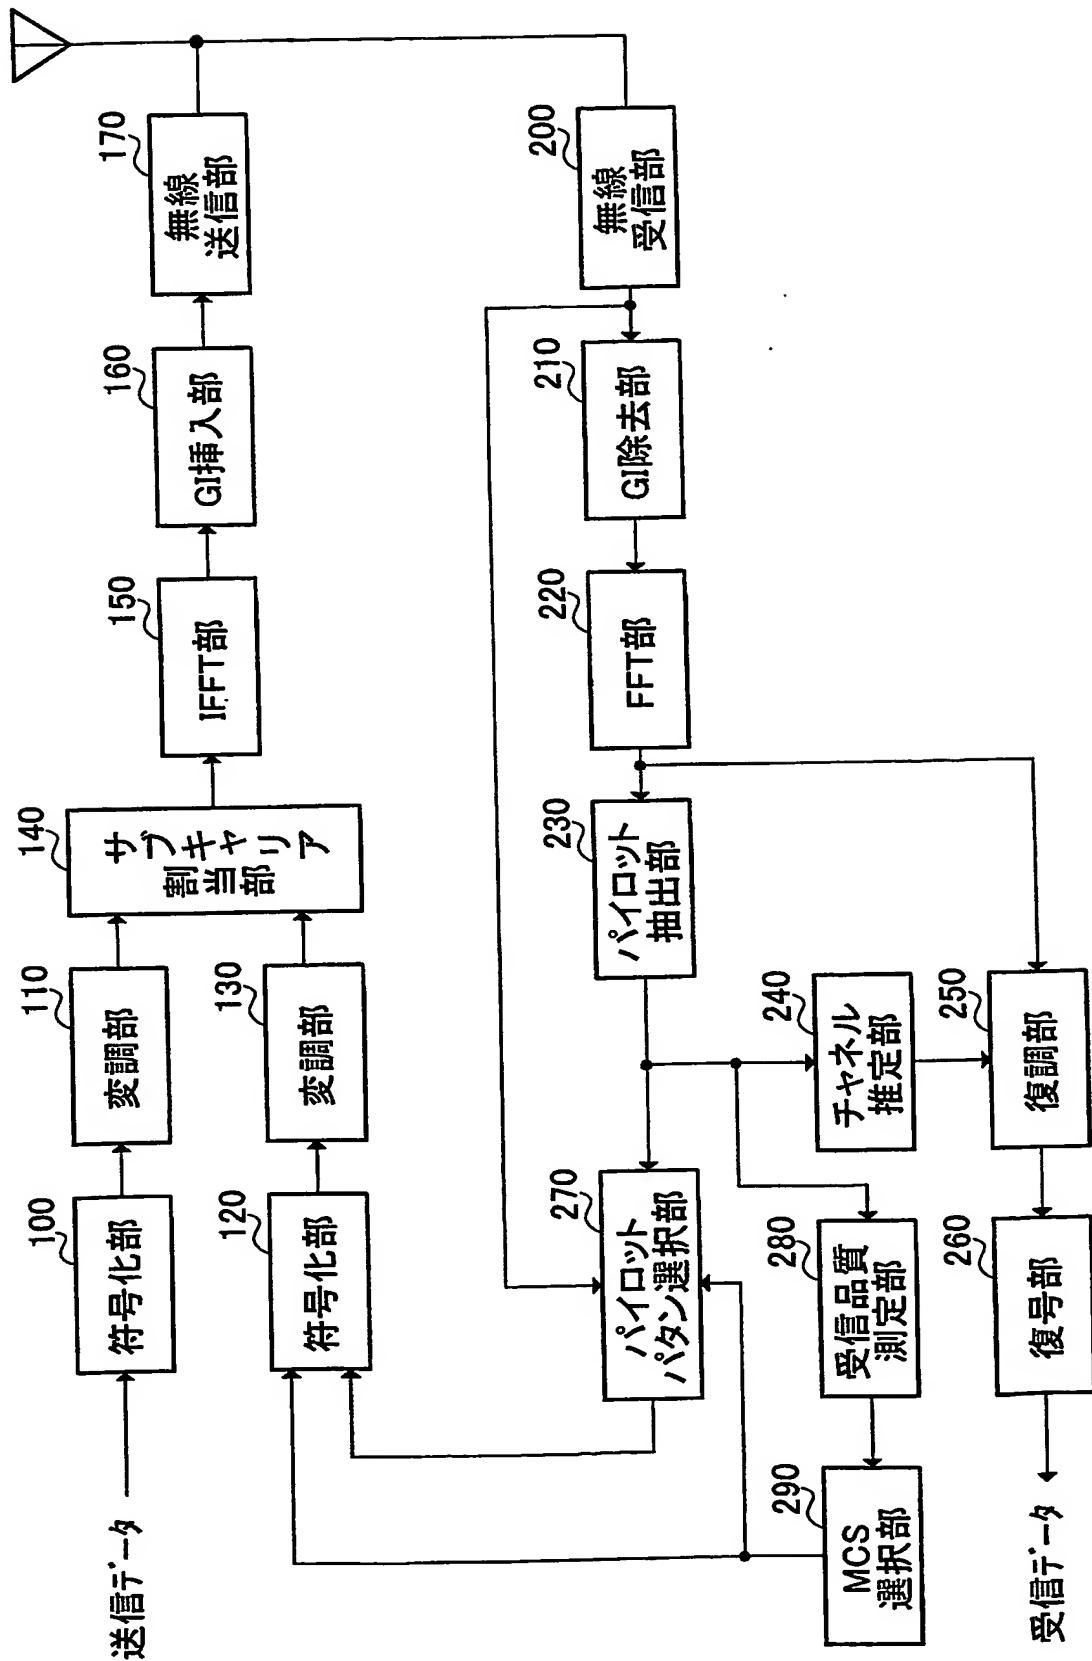 送信データ
100
符号化部
110
変調部
120
符号化部
130
変調部
140
サブキャリア
割当部
150
IFFT部
160
GI挿入部
170
無線
送信部
200
無線
受信部
210
GI除去部
220
FFT部
230
パイロット
抽出部
240
チャネル
推定部
250
復調部
260
復号部
受信データ
270
パイロット
パタン選択部
280
受信品質
測定部
290
MCS
選択部